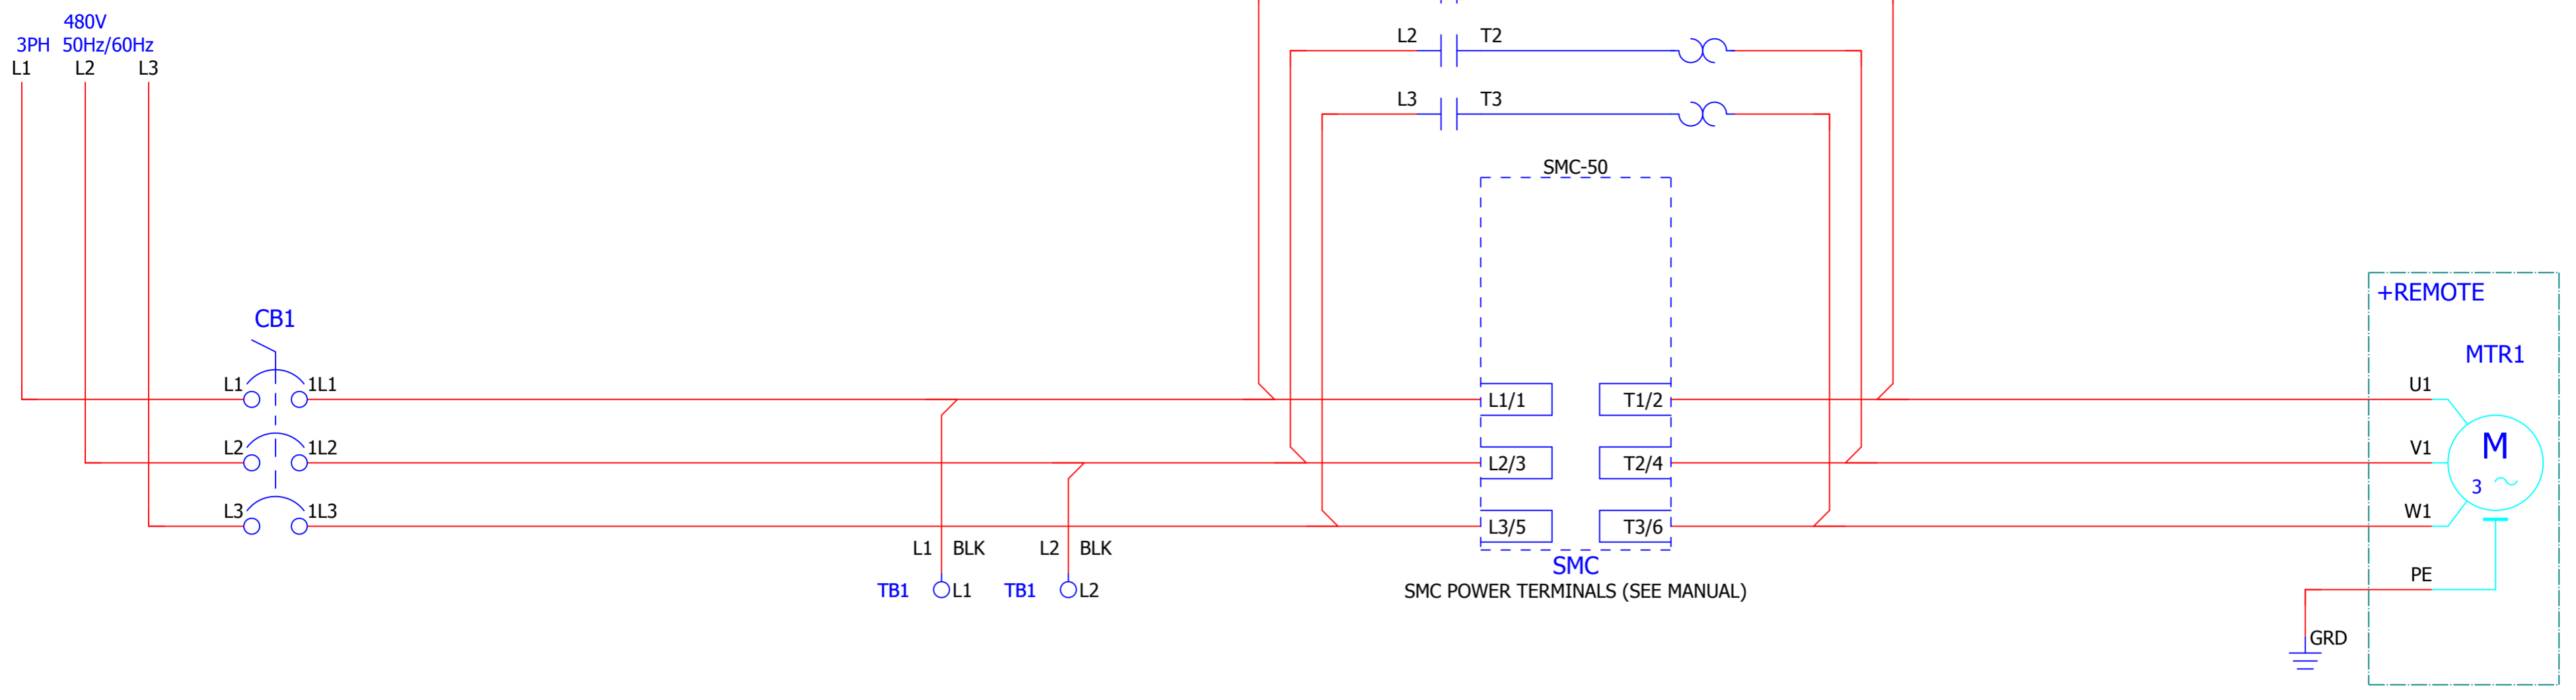 480V
3PH 50Hz/60Hz
L1 L2 L3
L2 T2
L3 T3
SMC-50
+REMOTE
CB1
MTR1
L1 1L1
L1/1 T1/2
U1
L2 1L2
L2/3 T2/4
V1
M
3
L3 1L3
L3/5 T3/6
W1
L1 BLK L2 BLK
SMC
PE
TB1 L1 TB1 L2
SMC POWER TERMINALS (SEE MANUAL)
GRD